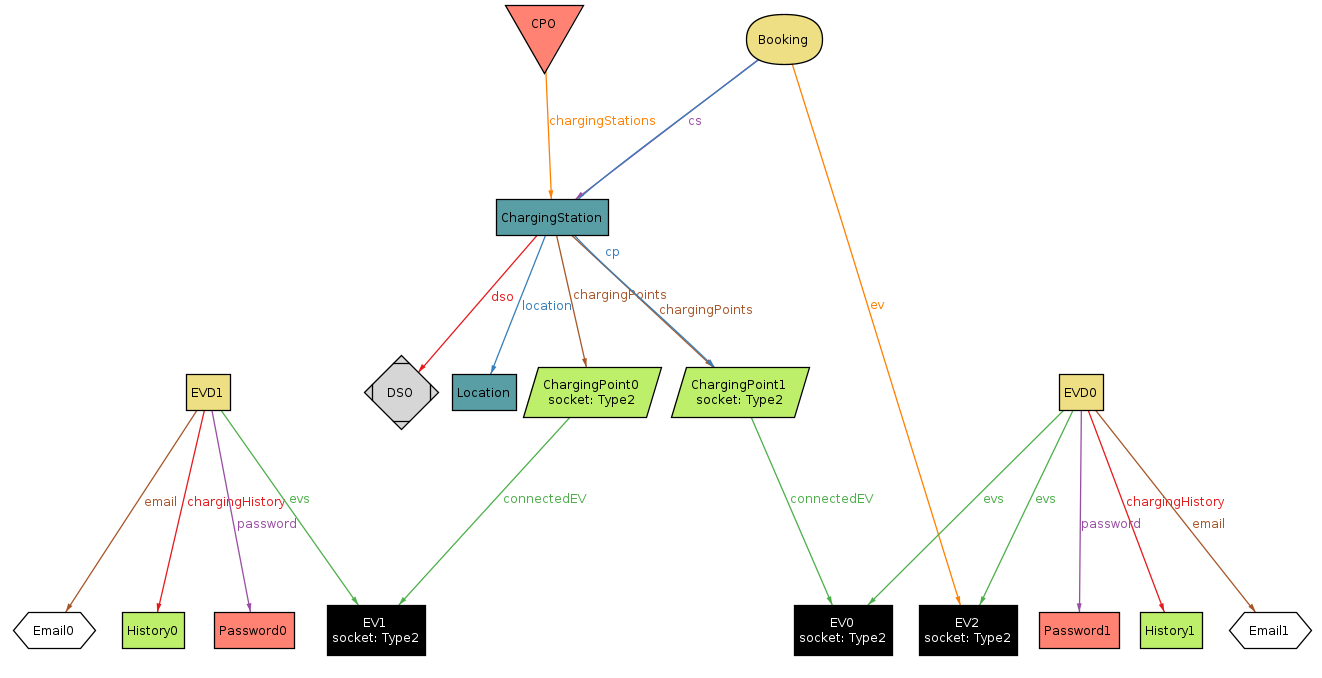 CPO
Booking
chargingStations
cs
ChargingStation
cp
dso
location
chargingPoints
chargingPoints
ev
EVD1
DSO
Location
ChargingPoint0
socket: Type2
ChargingPoint1
socket: Type2
EVD0
email
chargingHistory
password
evs
connectedEV
connectedEV
evs
evs
password
chargingHistory
email
Email0
History0
Password0
EV1
socket: Type2
EV0
socket: Type2
EV2
socket: Type2
Password1
History1
Email1